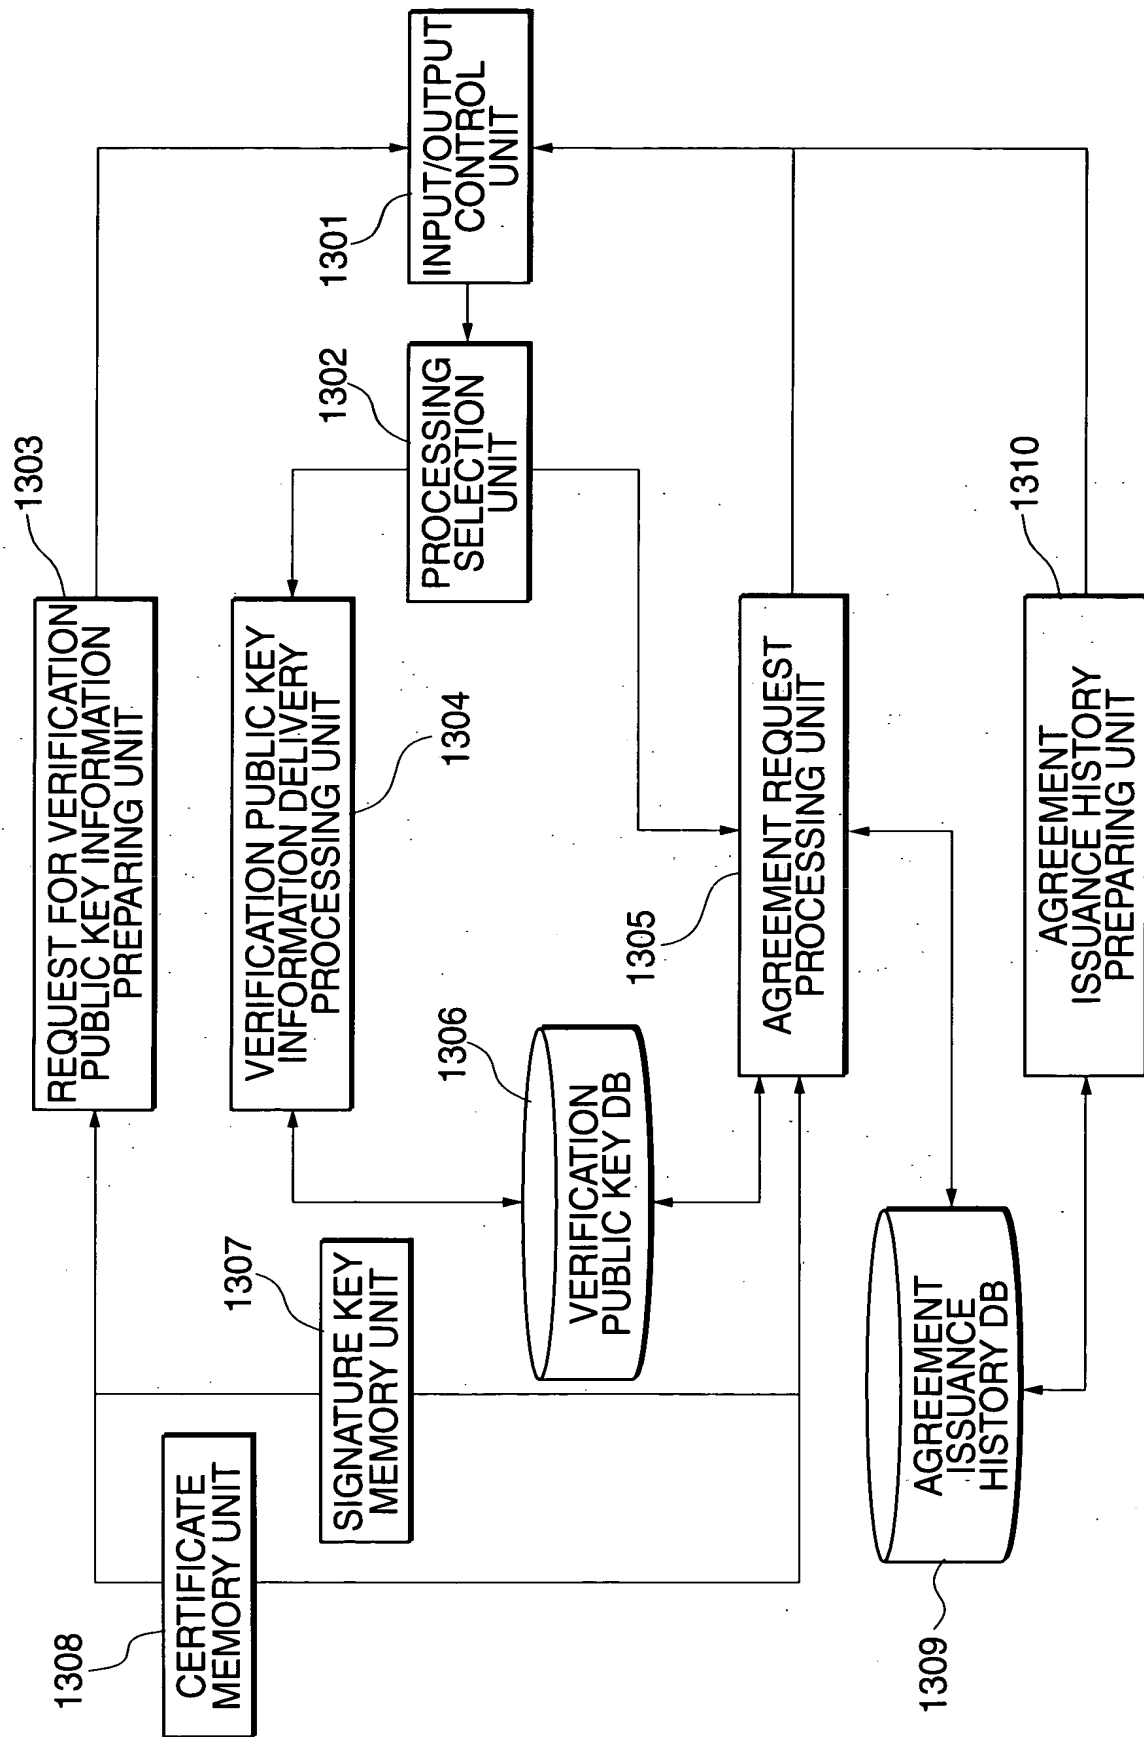 1303
REQUEST FOR VERIFICATION
PUBLIC KEY INFORMATION
PREPARING UNIT
1308
CERTIFICATE
MEMORY UNIT
VERIFICATION PUBLIC KEY
INFORMATION DELIVERY
PROCESSING UNIT
1304
1307
SIGNATURE KEY
MEMORY UNIT
1302
PROCESSING
SELECTION
UNIT
1301
INPUT/OUTPUT
CONTROL
UNIT
1306
VERIFICATION
PUBLIC KEY DB
1305
AGREEMENT REQUEST
PROCESSING UNIT
1309
AGREEMENT
ISSUANCE
HISTORY DB
1310
AGREEMENT
ISSUANCE HISTORY
PREPARING UNIT